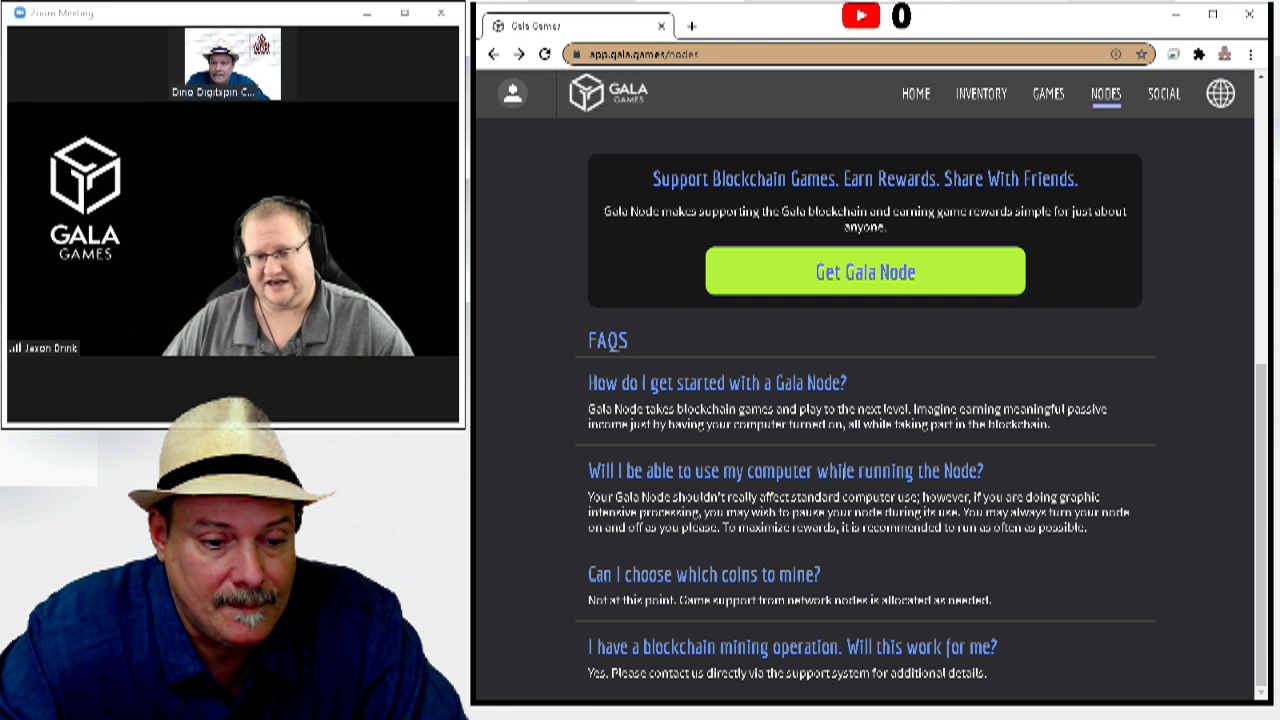 Zoom Meeting
Dino Digitspin C...
GALA
GAMES
Jaxon Brink
0
Gala Games
app.gala.games/nodes
GALA
GAMES
HOME
INVENTORY
GAMES
NODES
SOCIAL
Support Blockchain Games. Earn Rewards. Share With Friends.
Gala Node makes supporting the Gala blockchain and earning game rewards simple for just about
anyone.
Get Gala Node
FAQS
How do I get started with a Gala Node?
Gala Node takes blockchain games and play to the next level. Imagine earning meaningful passive
income just by having your computer turned on, all while taking part in the blockchain.
Will I be able to use my computer while running the Node?
Your Gala Node shouldn't really affect standard computer use; however, if you are doing graphic
intensive processing, you may wish to pause your node during its use. You may always turn your node
on and off as you please. To maximize rewards, it is recommended to run as often as possible.
Can I choose which coins to mine?
Not at this point. Game support from network nodes is allocated as needed.
I have a blockchain mining operation. Will this work for me?
Yes. Please contact us directly via the support system for additional details.